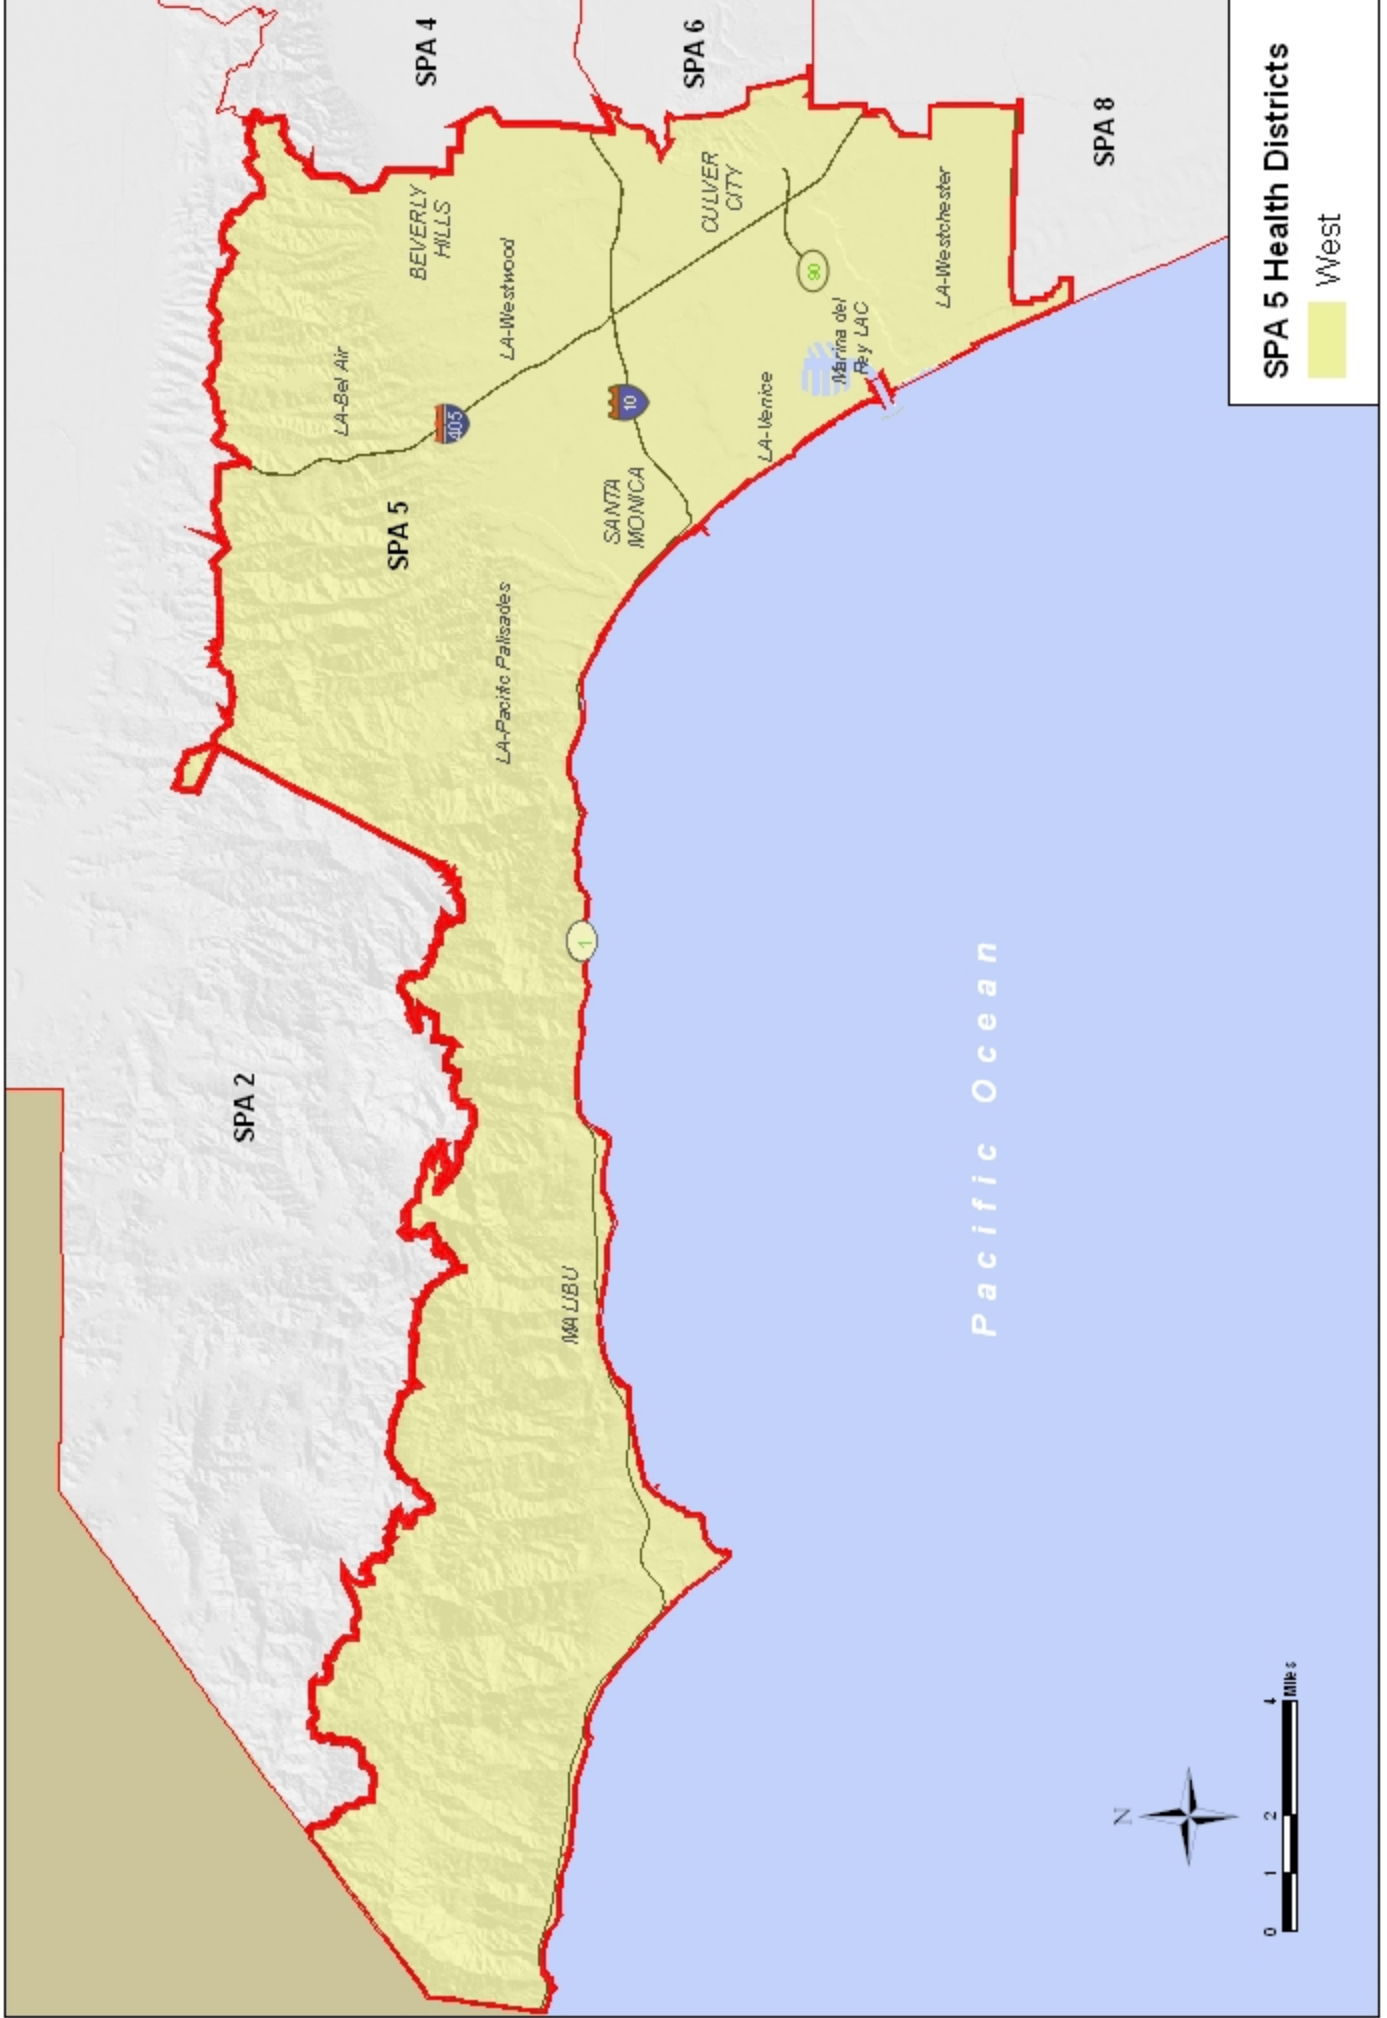 SPA 4
SPA 6
SPA 8
SPA 2
SPA 5
BEVERLY
HILLS
LA-Bel Air
LA-Westwood
CULVER
CITY
LA-Westchester
Marina del
Rey LAC
LA-Venice
SANTA
MONICA
LA-Pacific Palisades
MALIBU
405
10
90
1
Pacific Ocean
N
0 1 2 4
Miles
SPA 5 Health Districts
West